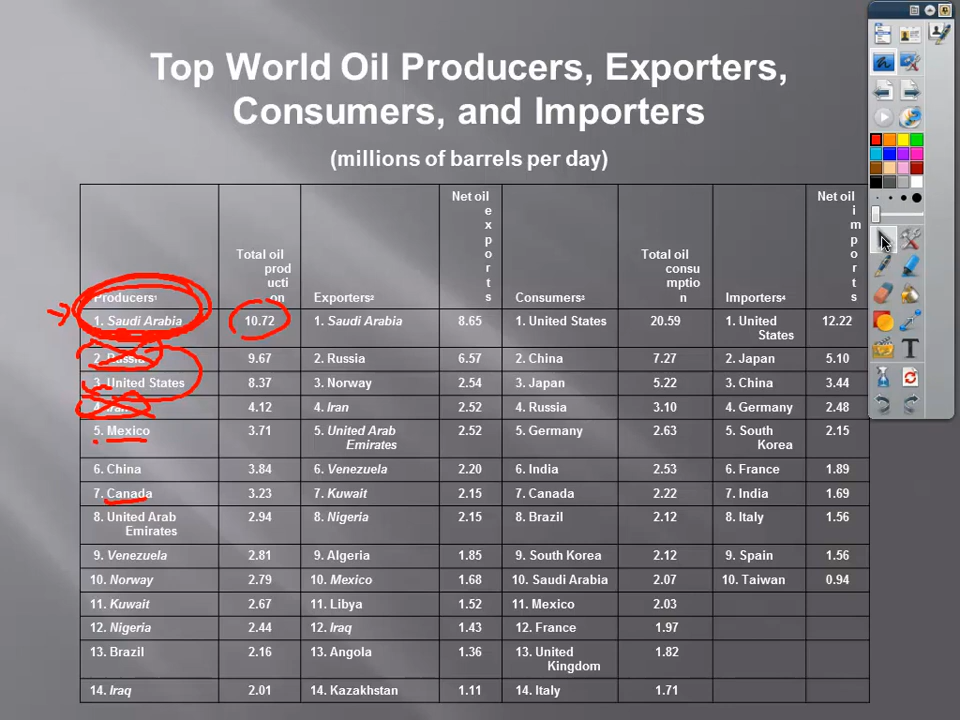 Top World Oil Producers, Exporters,
Consumers, and Importers
(millions of barrels per day)
Producers1 Total oil production Exporters2 Net oil exports Consumers3 Total oil consumption Importers4 Net oil imports
1. Saudi Arabia 10.72 1. Saudi Arabia 8.65 1. United States 20.59 1. United States 12.22
2. Russia 9.67 2. Russia 6.57 2. China 7.27 2. Japan 5.10
3. United States 8.37 3. Norway 2.54 3. Japan 5.22 3. China 3.44
4. Iran 4.12 4. Iran 2.52 4. Russia 3.10 4. Germany 2.48
5. Mexico 3.71 5. United Arab Emirates 2.52 5. Germany 2.63 5. South Korea 2.15
6. China 3.84 6. Venezuela 2.20 6. India 2.53 6. France 1.89
7. Canada 3.23 7. Kuwait 2.15 7. Canada 2.22 7. India 1.69
8. United Arab Emirates 2.94 8. Nigeria 2.15 8. Brazil 2.12 8. Italy 1.56
9. Venezuela 2.81 9. Algeria 1.85 9. South Korea 2.12 9. Spain 1.56
10. Norway 2.79 10. Mexico 1.68 10. Saudi Arabia 2.07 10. Taiwan 0.94
11. Kuwait 2.67 11. Libya 1.52 11. Mexico 2.03
12. Nigeria 2.44 12. Iraq 1.43 12. France 1.97
13. Brazil 2.16 13. Angola 1.36 13. United Kingdom 1.82
14. Iraq 2.01 14. Kazakhstan 1.11 14. Italy 1.71